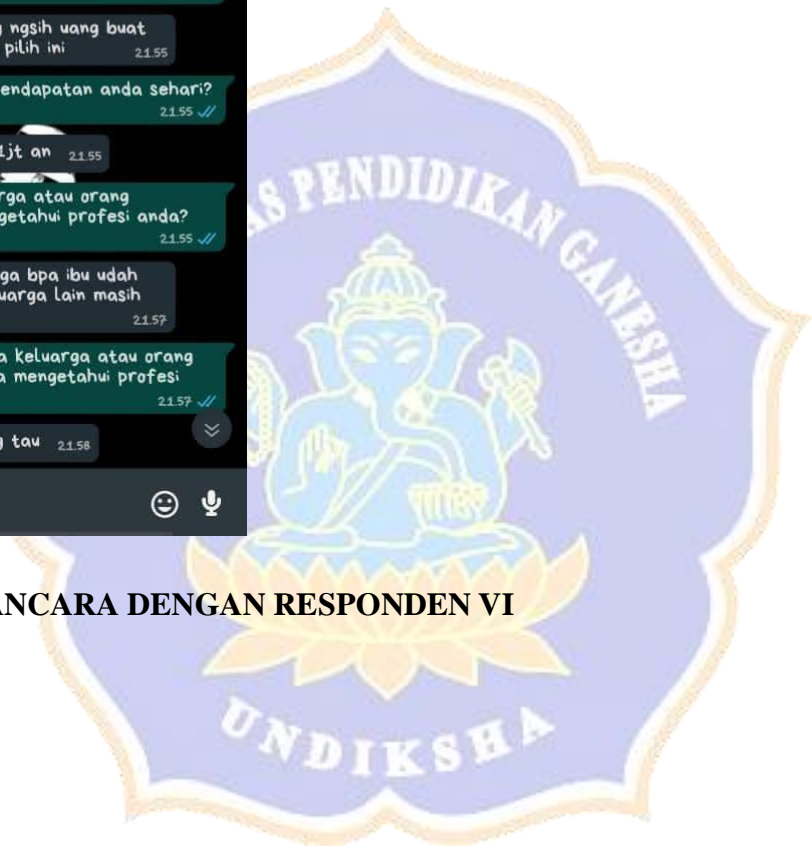 ngsih uang buat
pilih ini 21.55
endapatan anda sehari?
21.55
1jt an 21.55
rga atau orang
getahui profesi anda?
21.55
ga bpa ibu udah
uarga lain masih
21.57
a keluarga atau orang
a mengetahui profesi
21.57
g tau 21.58
ANCARA DENGAN RESPONDEN VI
AS PENDIDIKAN GANESHA
UNDIKSHA